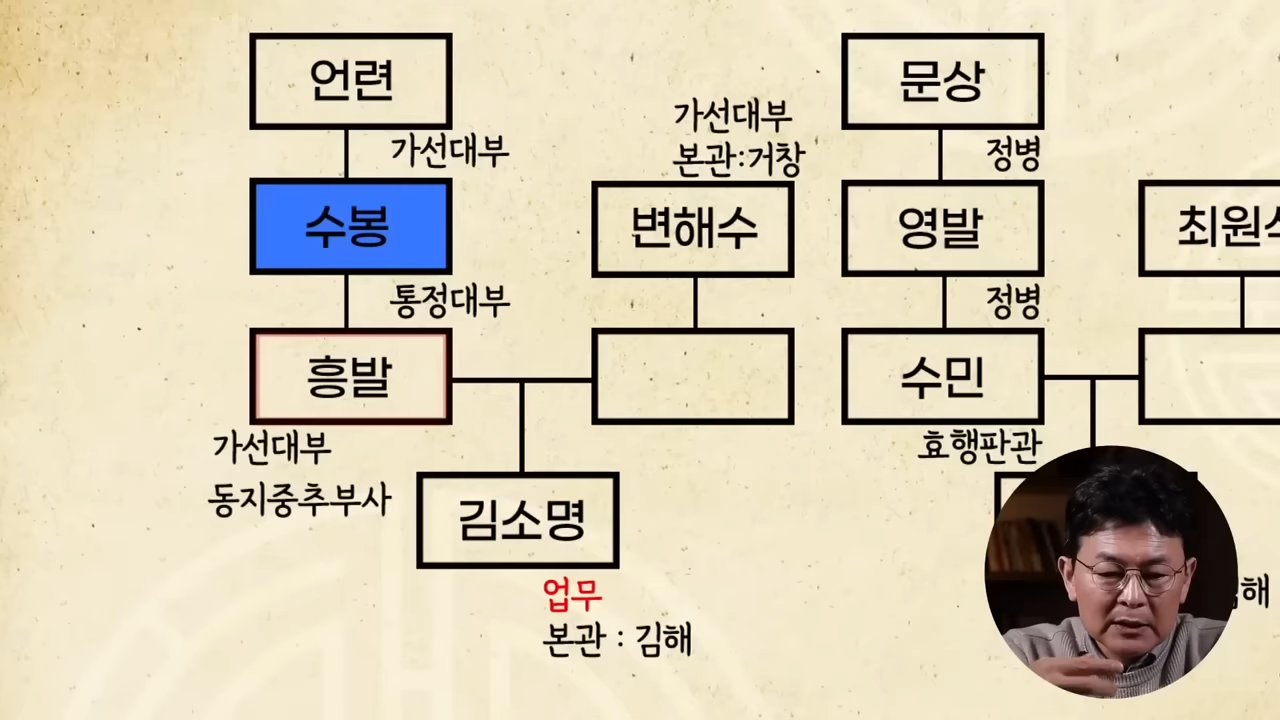 언련
문상
가선대부
본관:거창
가선대부
정병
수봉
변해수
영발
최원
통정대부
정병
흥발
수민
가선대부
동지중추부사
효행판관
김소명
업무
본관 : 김해
해